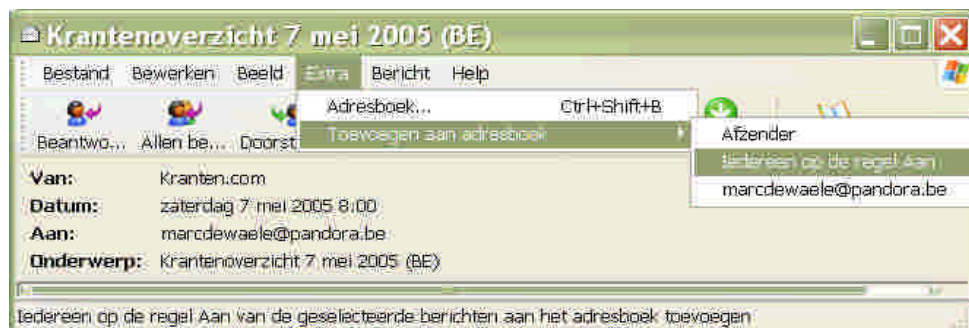 Krantenoverzicht 7 mei 2005 (BE)
Bestand Bewerken Beeld Extra Bericht Help
Adresboek... Ctrl+Shift+B
Toevoegen aan adresboek
Beantwo... Allen be... Doorst
Afzender
Iedereen op de regel Aan
marcdewaele@pandora.be
Van: Kranten.com
Datum: zaterdag 7 mei 2005 8:00
Aan: marcdewaele@pandora.be
Onderwerp: Krantenoverzicht 7 mei 2005 (BE)
Iedereen op de regel Aan van de geselecteerde berichten aan het adresboek toevoegen